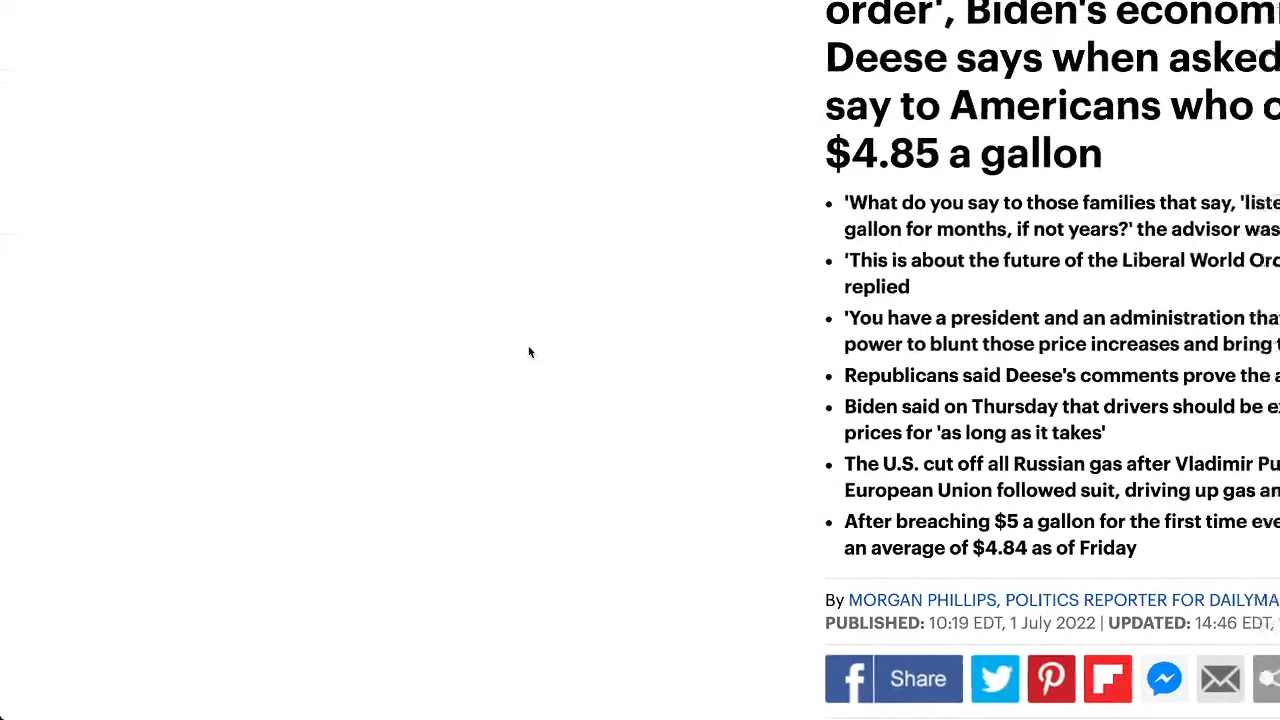 order', Biden's econom
Deese says when asked
say to Americans who c
$4.85 a gallon
'What do you say to those families that say, 'liste
gallon for months, if not years?' the advisor was
'This is about the future of the Liberal World Ord
replied
'You have a president and an administration tha
power to blunt those price increases and bring t
Republicans said Deese's comments prove the a
Biden said on Thursday that drivers should be e
prices for 'as long as it takes'
The U.S. cut off all Russian gas after Vladimir Pu
European Union followed suit, driving up gas an
After breaching $5 a gallon for the first time eve
an average of $4.84 as of Friday
By MORGAN PHILLIPS, POLITICS REPORTER FOR DAILYMA
PUBLISHED: 10:19 EDT, 1 July 2022 | UPDATED: 14:46 EDT,
Share